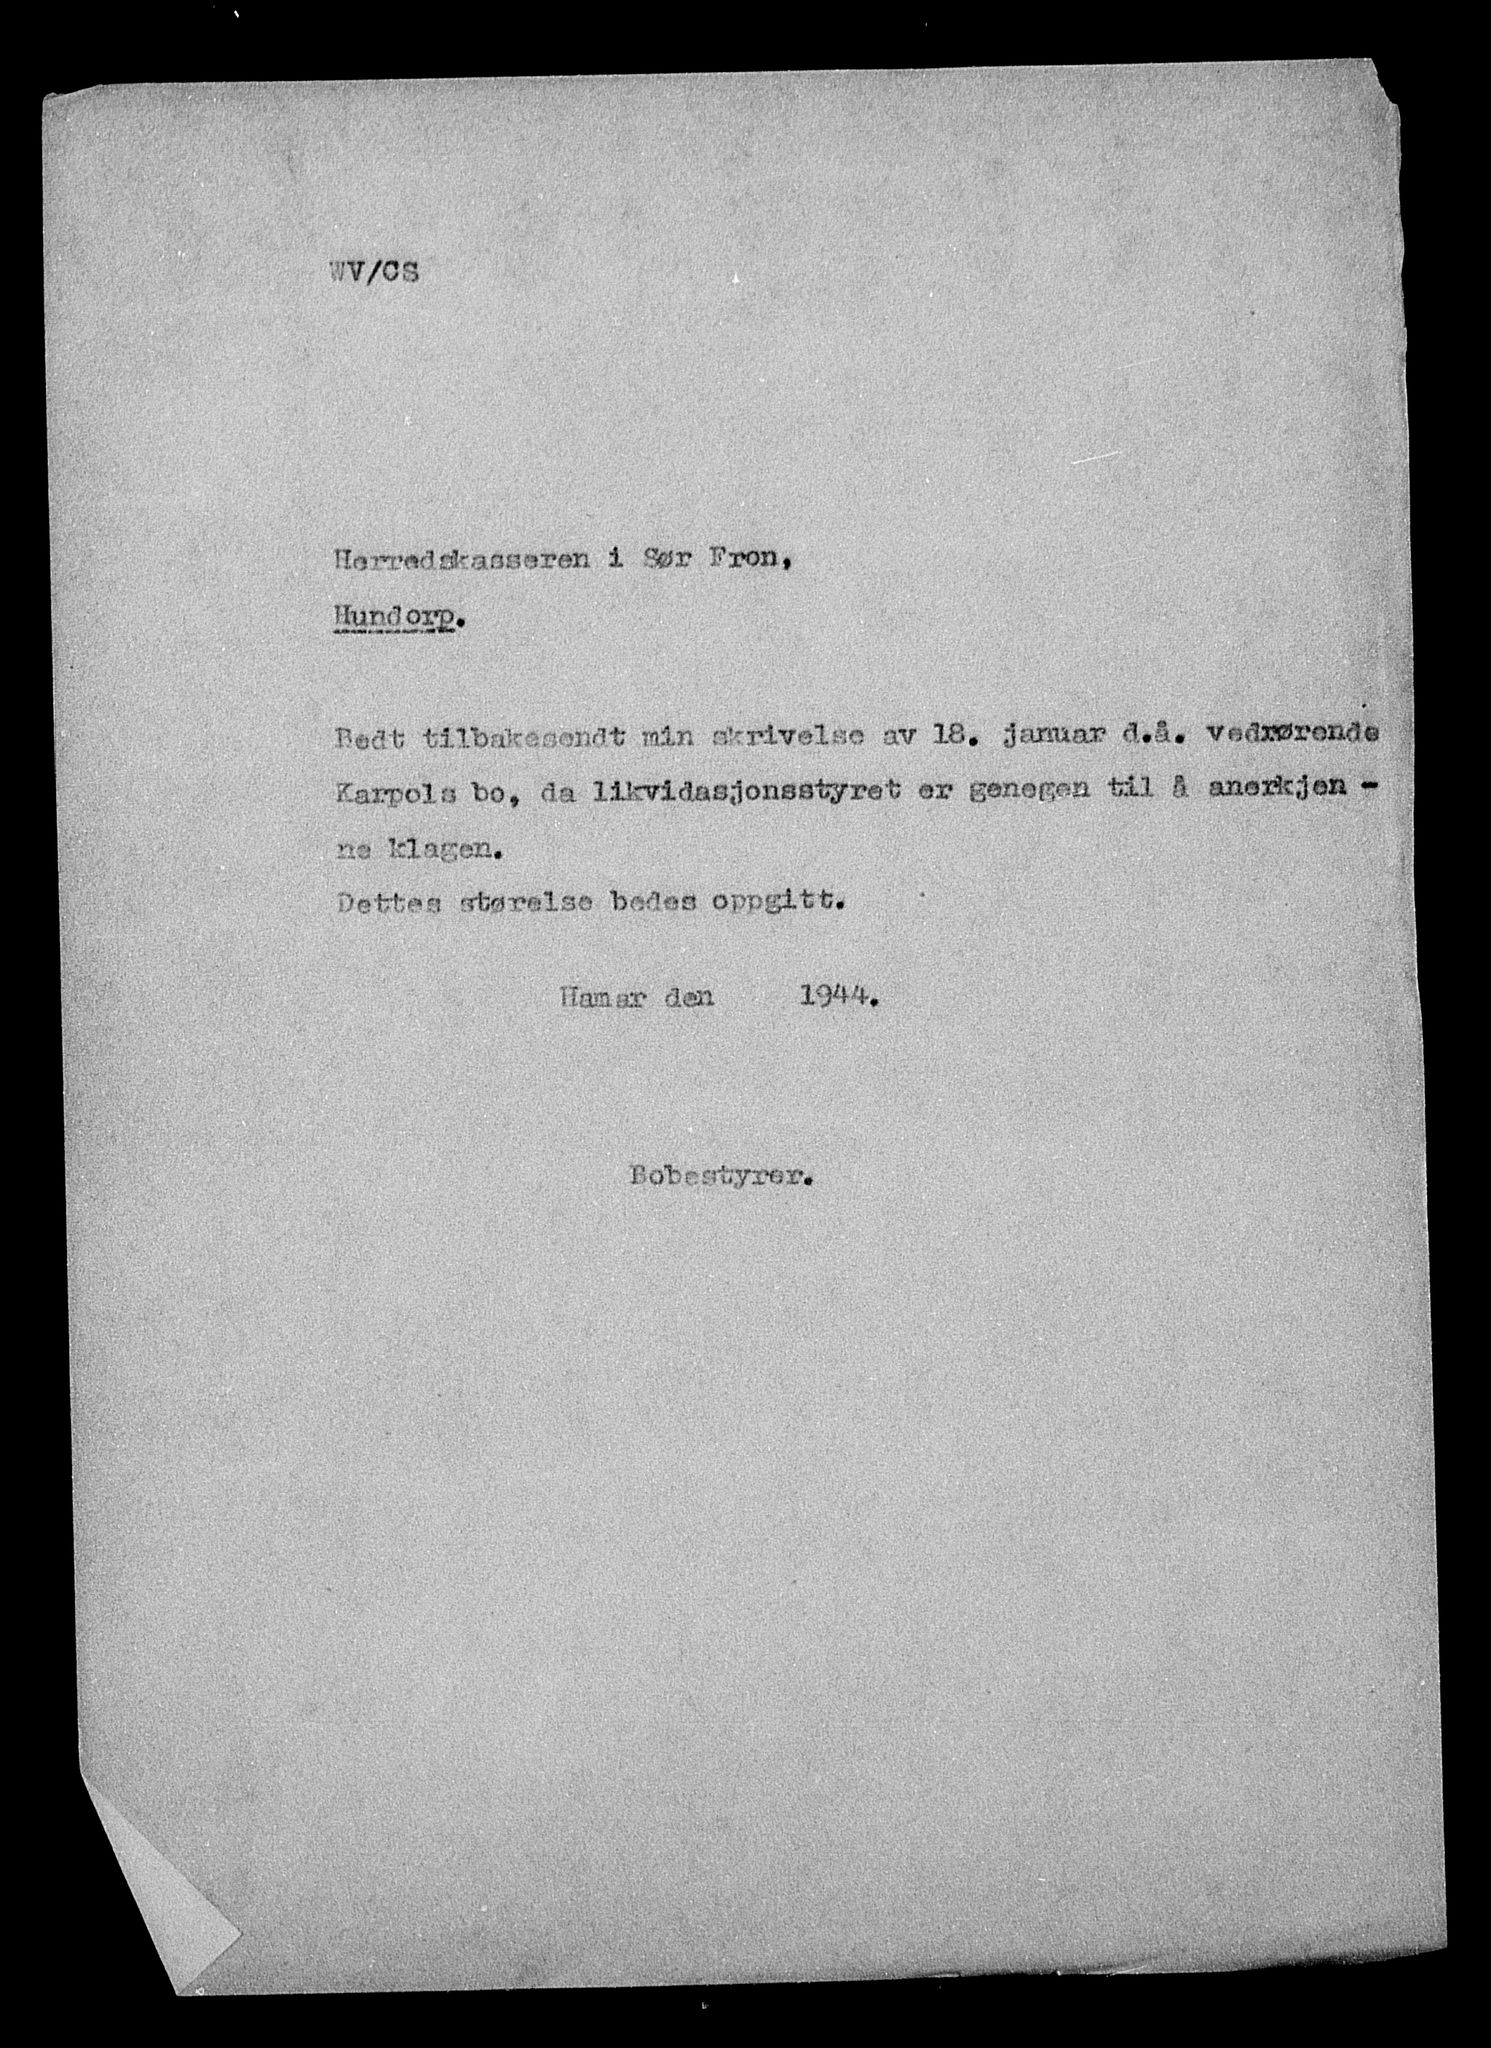 WV/CS
Herredskasseren i Sør Fron,
Hundorp.
Bedt tilbakesendt min skrivelse av 18. januar d.å. vedrørende
Karpols bo, da likvidasjonsstyret er genegen til å anerkjen -
ne klagen.
Dettes størelse bedes oppgitt.
Hamar den 1944.
Bobestyrer.